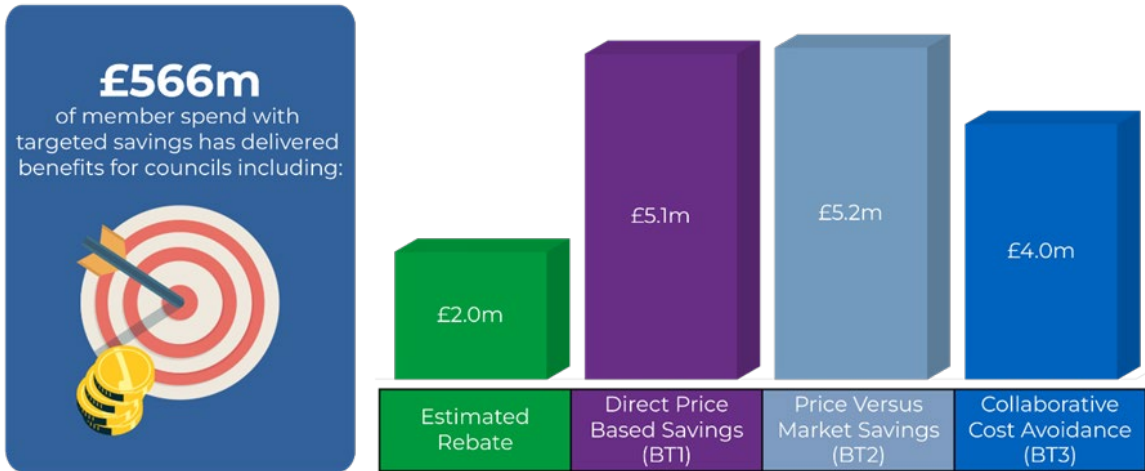 £566m
of member spend with
targeted savings has delivered
benefits for councils including:
£2.0m
£5.1m
£5.2m
£4.0m
Estimated
Rebate
Direct Price
Based Savings
(BT1)
Price Versus
Market Savings
(BT2)
Collaborative
Cost Avoidance
(BT3)